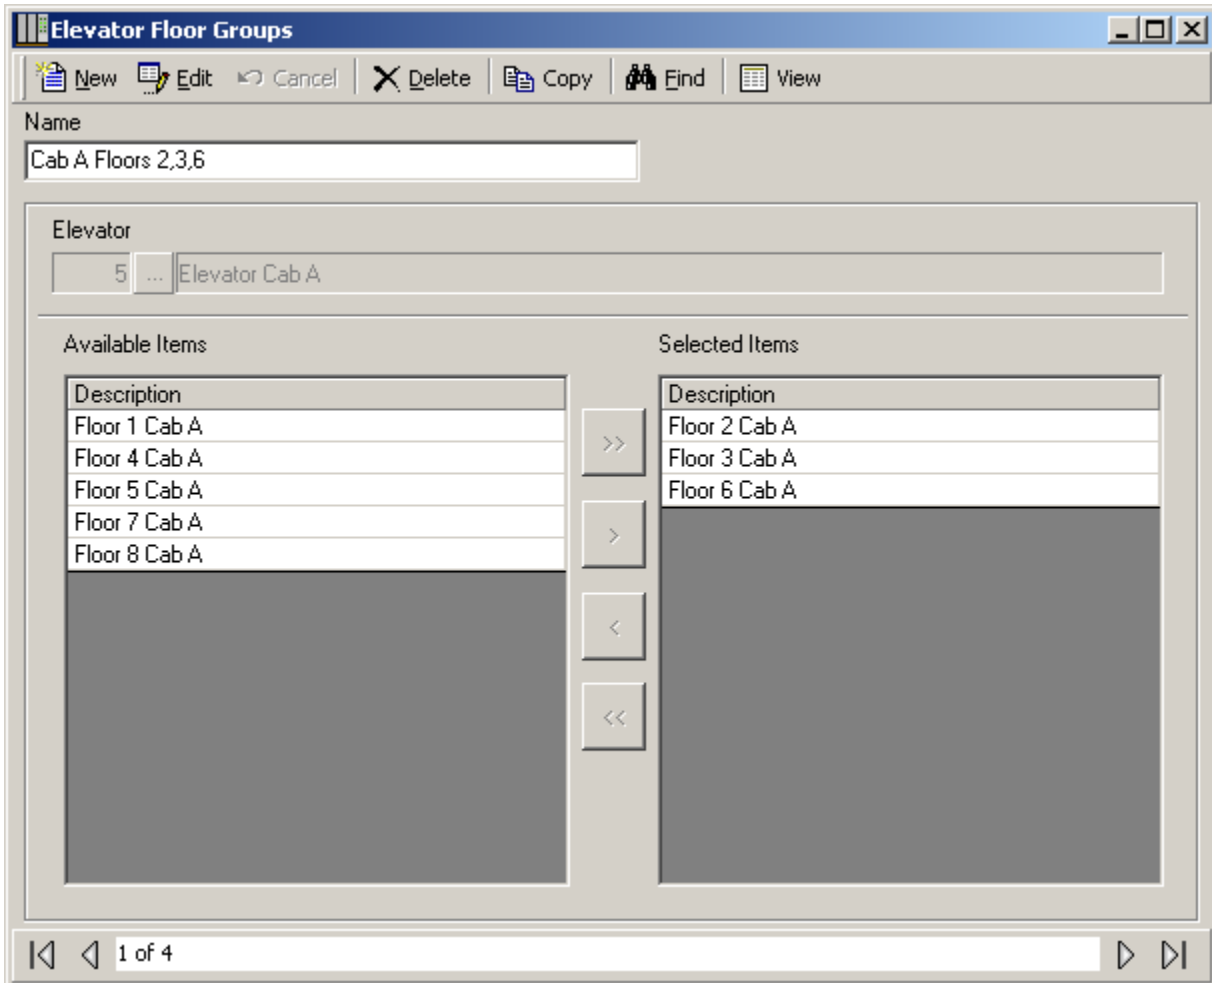 Elevator Floor Groups
New Edit Cancel Delete Copy Find View
Name
Cab A Floors 2,3,6
Elevator
5 ... Elevator Cab A
Available Items Selected Items
Description Description
Floor 1 Cab A Floor 2 Cab A
>>
Floor 4 Cab A Floor 3 Cab A
Floor 5 Cab A Floor 6 Cab A
Floor 7 Cab A
>
Floor 8 Cab A
<
<<
1 of 4